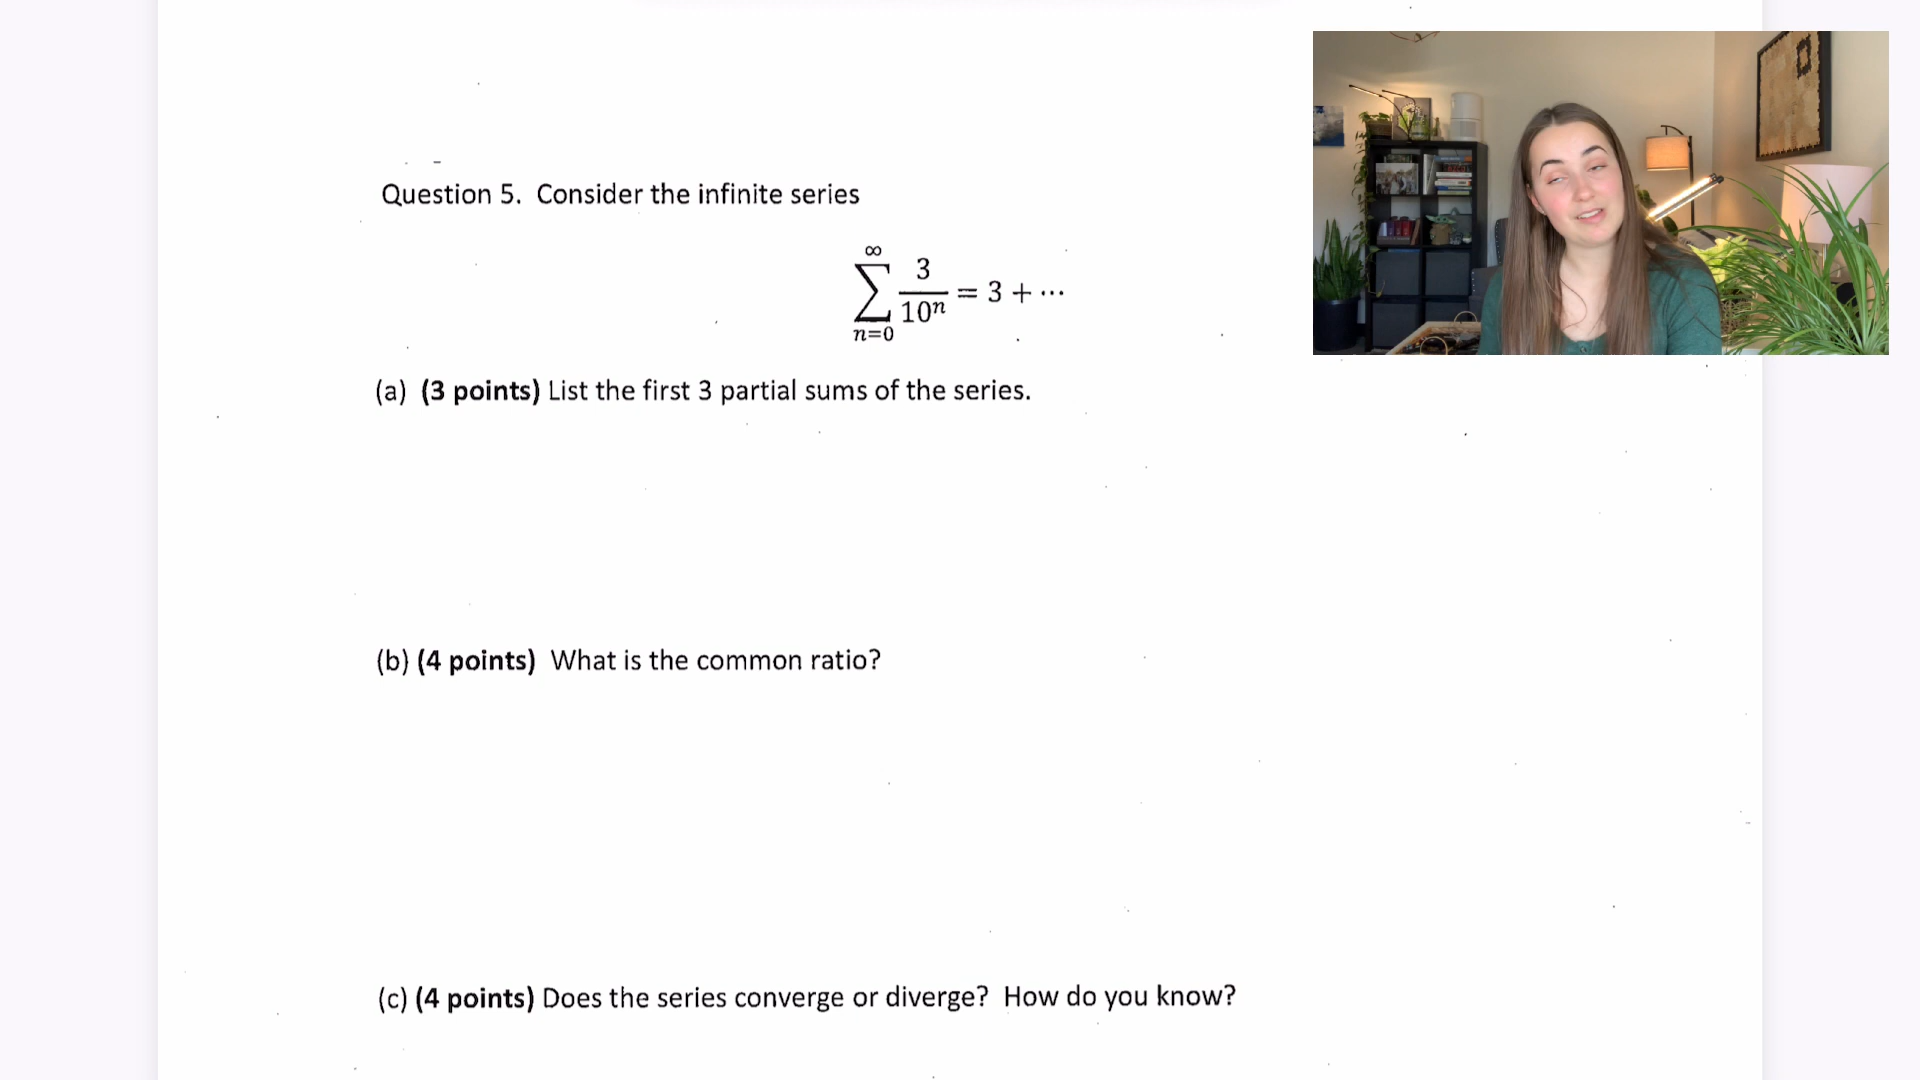 Question 5.  Consider the infinite series
∞
∑ 3/10ⁿ = 3 + ⋯
n=0
(a) (3 points) List the first 3 partial sums of the series.
(b) (4 points) What is the common ratio?
(c) (4 points) Does the series converge or diverge?  How do you know?